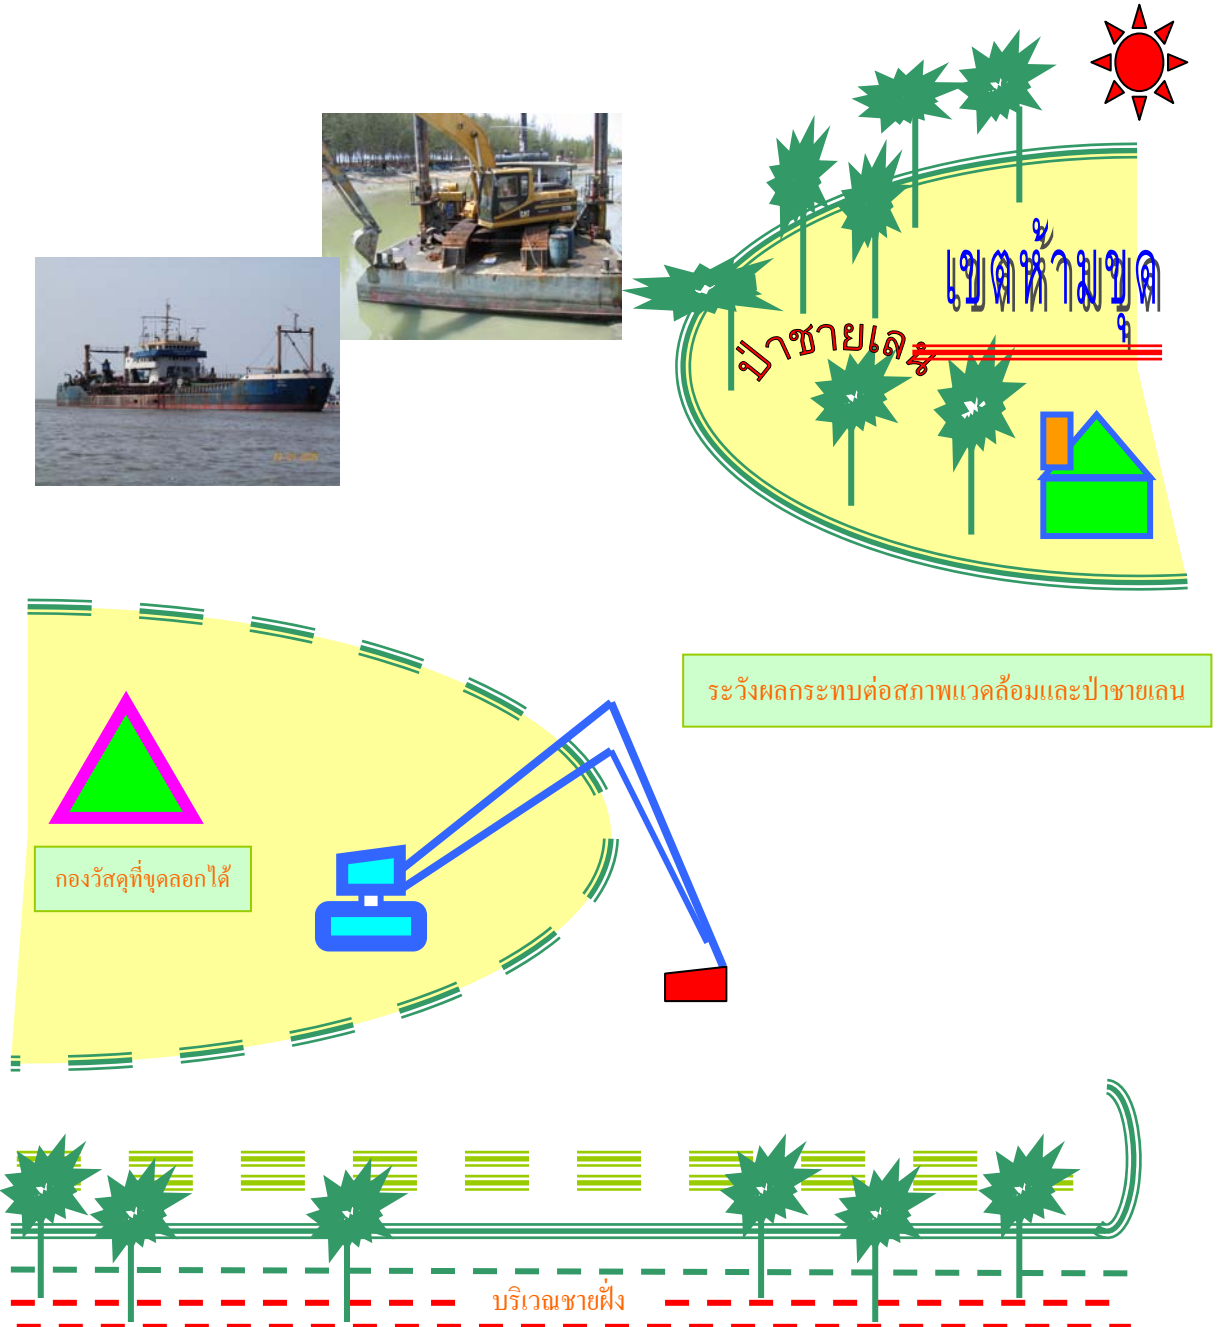 เขตห้ามขุด
ป่าชายเลน
ระวังผลกระทบต่อสภาพแวดล้อมและป่าชายเลน
กองวัสดุที่ขุดลอกได้
บริเวณชายฝั่ง